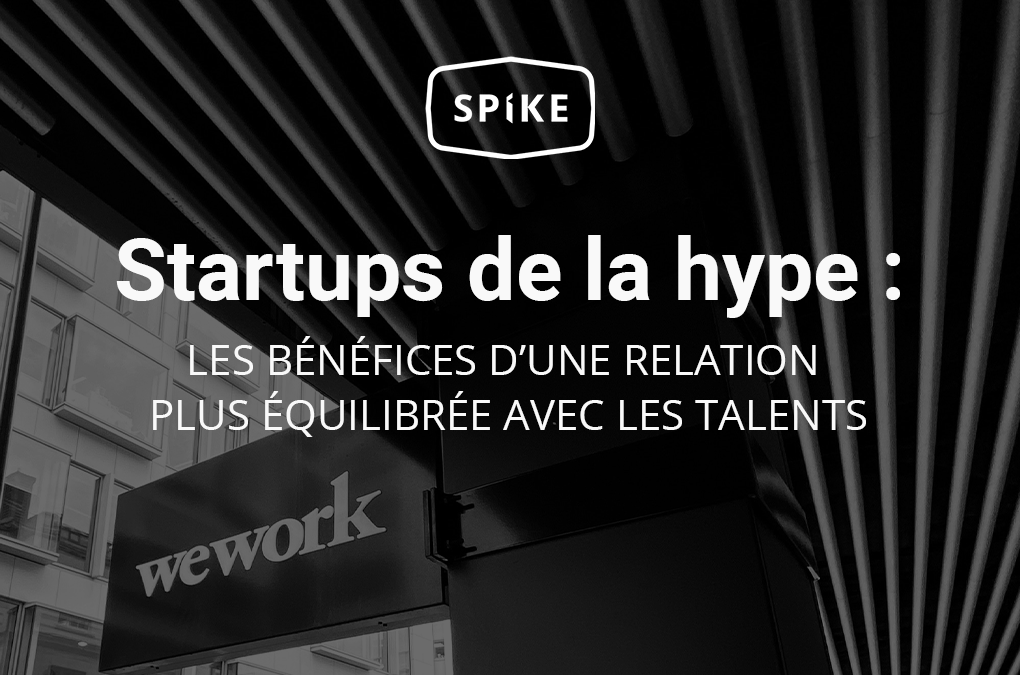 SPIKE
Startups de la hype :
LES BÉNÉFICES D’UNE RELATION
PLUS ÉQUILIBRÉE AVEC LES TALENTS
wework